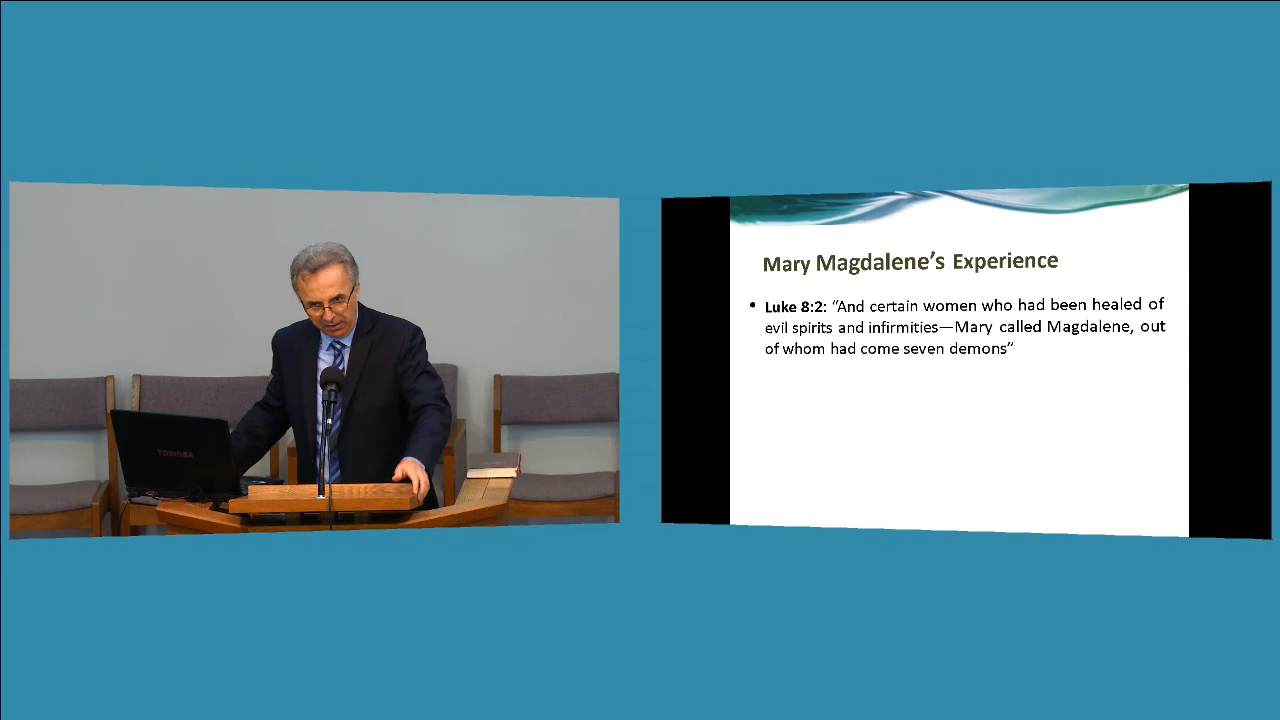 TOSHIBA
Mary Magdalene's Experience
• Luke 8:2: “And certain women who had been healed of
evil spirits and infirmities—Mary called Magdalene, out
of whom had come seven demons”